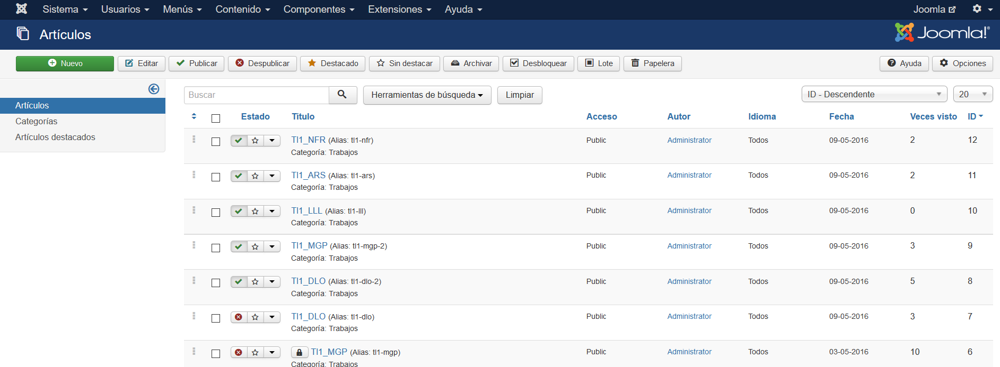 Sistema Usuarios Menús Contenido Componentes Extensiones Ayuda Joomla
Artículos Joomla!®
Nuevo Editar Publicar Despublicar Destacado Sin destacar Archivar Desbloquear Lote Papelera Ayuda Opciones
Artículos
Categorías
Artículos destacados
Buscar Herramientas de búsqueda Limpiar ID - Descendente 20
Estado Título Acceso Autor Idioma Fecha Veces visto ID
TI1_NFR (Alias: tl1-nfr) Public Administrator Todos 09-05-2016 2 12
Categoría: Trabajos
TI1_ARS (Alias: tl1-ars) Public Administrator Todos 09-05-2016 2 11
Categoría: Trabajos
TI1_LLL (Alias: tl1-lll) Public Administrator Todos 09-05-2016 0 10
Categoría: Trabajos
TI1_MGP (Alias: tl1-mgp-2) Public Administrator Todos 09-05-2016 3 9
Categoría: Trabajos
TI1_DLO (Alias: tl1-dlo-2) Public Administrator Todos 09-05-2016 5 8
Categoría: Trabajos
TI1_DLO (Alias: tl1-dlo) Public Administrator Todos 09-05-2016 3 7
Categoría: Trabajos
TI1_MGP (Alias: tl1-mgp) Public Administrator Todos 03-05-2016 10 6
Categoría: Trabajos